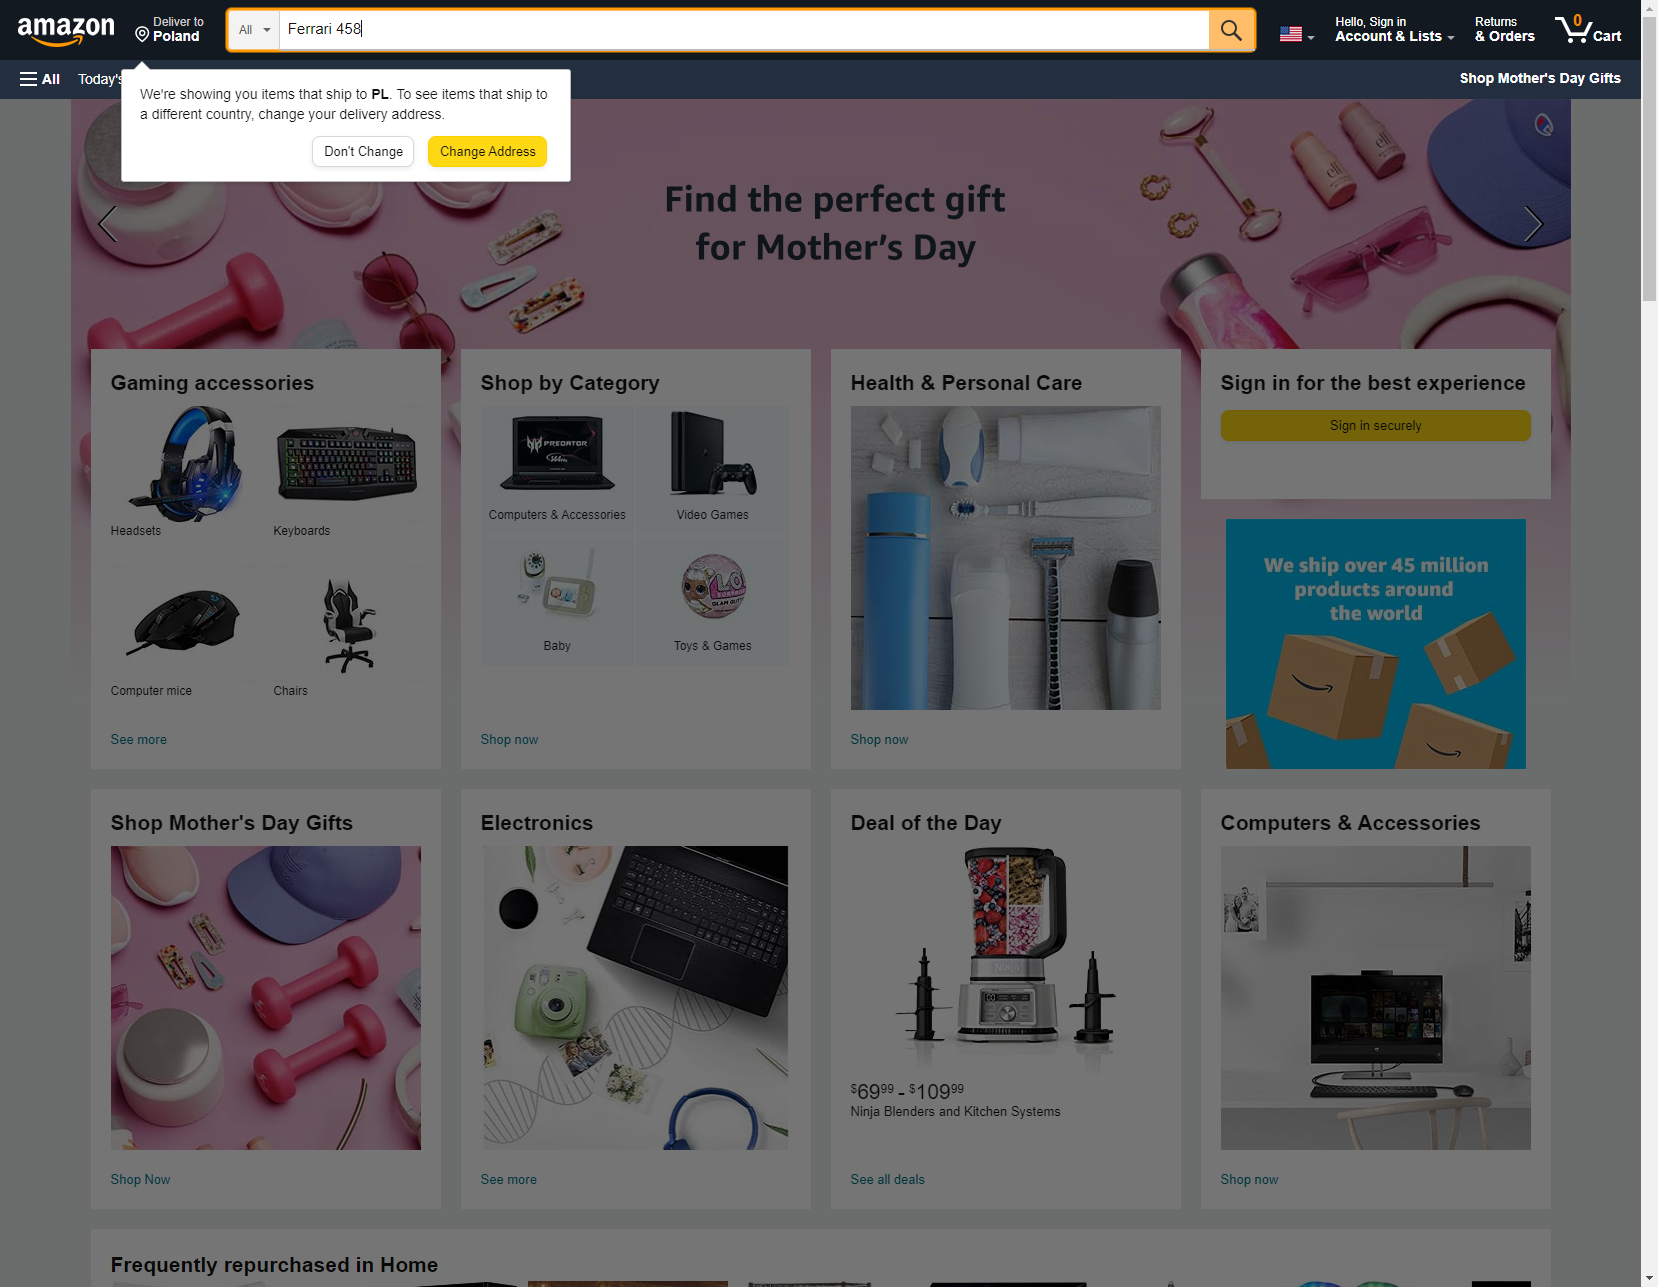 amazon
Deliver to
Poland
All
Ferrari 458
Hello, Sign in
Account & Lists
Returns
& Orders
0
Cart
All
Today's
Shop Mother's Day Gifts
We're showing you items that ship to PL. To see items that ship to
a different country, change your delivery address.
Don't Change
Change Address
Find the perfect gift
for Mother's Day
Gaming accessories
Headsets
Keyboards
Computer mice
Chairs
See more
Shop by Category
PREDATOR
Computers & Accessories
Video Games
Baby
Toys & Games
Shop now
Health & Personal Care
Shop now
Sign in for the best experience
Sign in securely
We ship over 45 million
products around
the world
Shop Mother's Day Gifts
Shop Now
Electronics
See more
Deal of the Day
NINJA
$69.99 - $109.99
Ninja Blenders and Kitchen Systems
See all deals
Computers & Accessories
Shop now
Frequently repurchased in Home